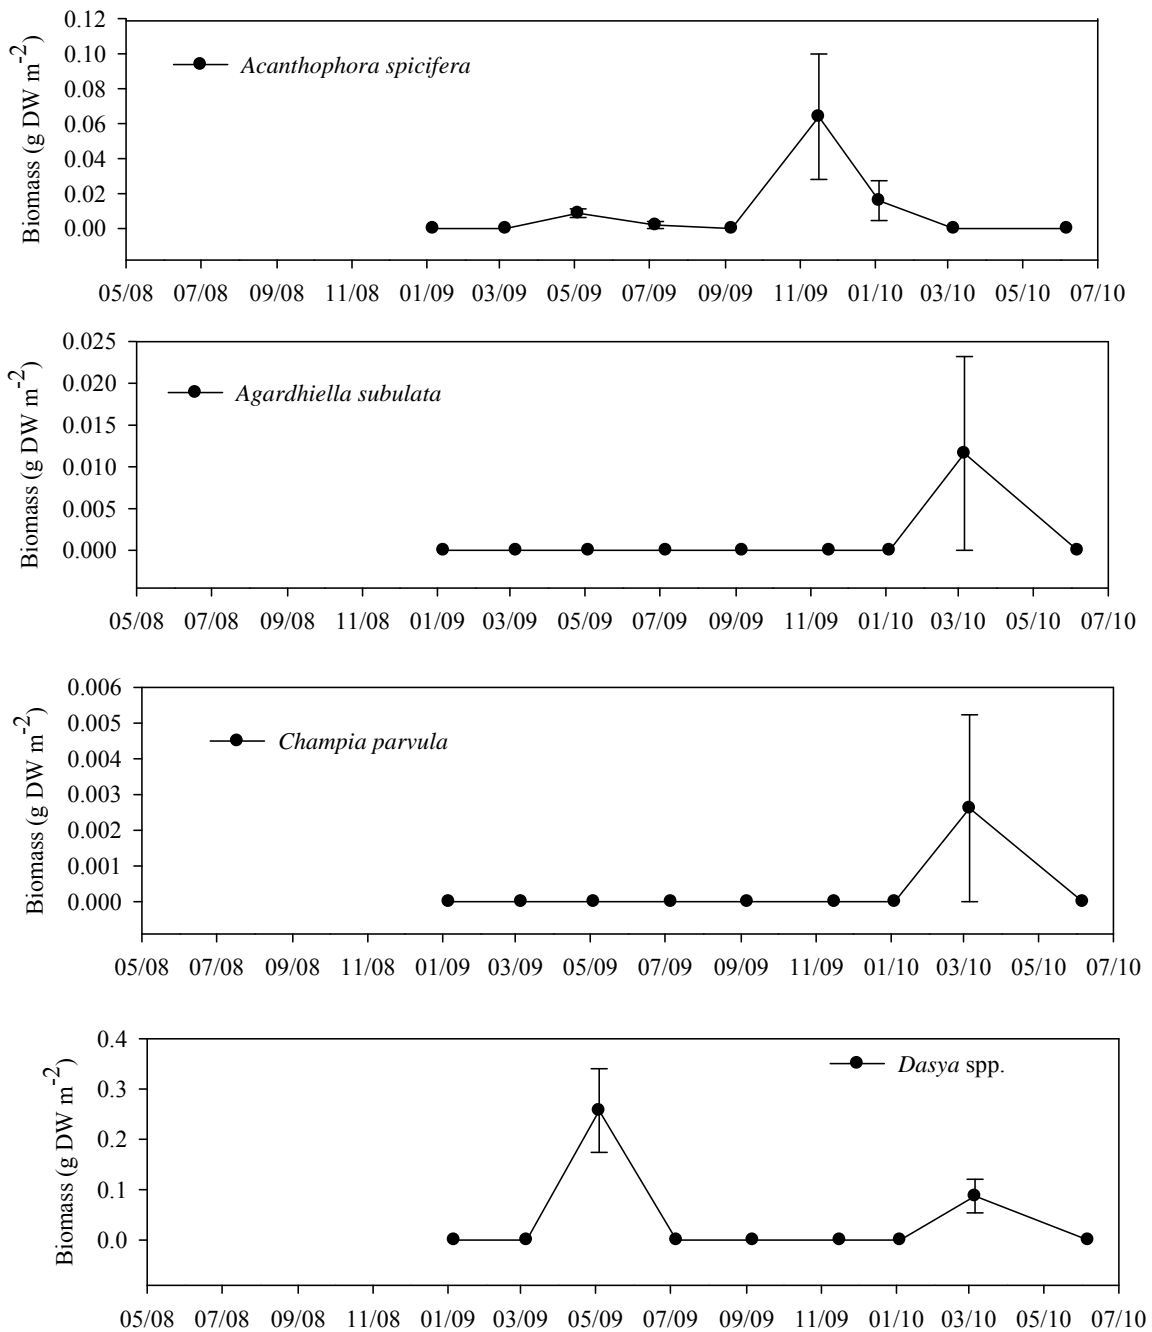 0.12
0.10
0.08
0.06
0.04
0.02
0.00
Biomass (g DW m-2)
Acanthophora spicifera
05/08 07/08 09/08 11/08 01/09 03/09 05/09 07/09 09/09 11/09 01/10 03/10 05/10 07/10
0.025
0.020
0.015
0.010
0.005
0.000
Biomass (g DW m-2)
Agardhiella subulata
05/08 07/08 09/08 11/08 01/09 03/09 05/09 07/09 09/09 11/09 01/10 03/10 05/10 07/10
0.006
0.005
0.004
0.003
0.002
0.001
0.000
Biomass (g DW m-2)
Champia parvula
05/08 07/08 09/08 11/08 01/09 03/09 05/09 07/09 09/09 11/09 01/10 03/10 05/10 07/10
0.4
0.3
0.2
0.1
0.0
Biomass (g DW m-2)
Dasya spp.
05/08 07/08 09/08 11/08 01/09 03/09 05/09 07/09 09/09 11/09 01/10 03/10 05/10 07/10